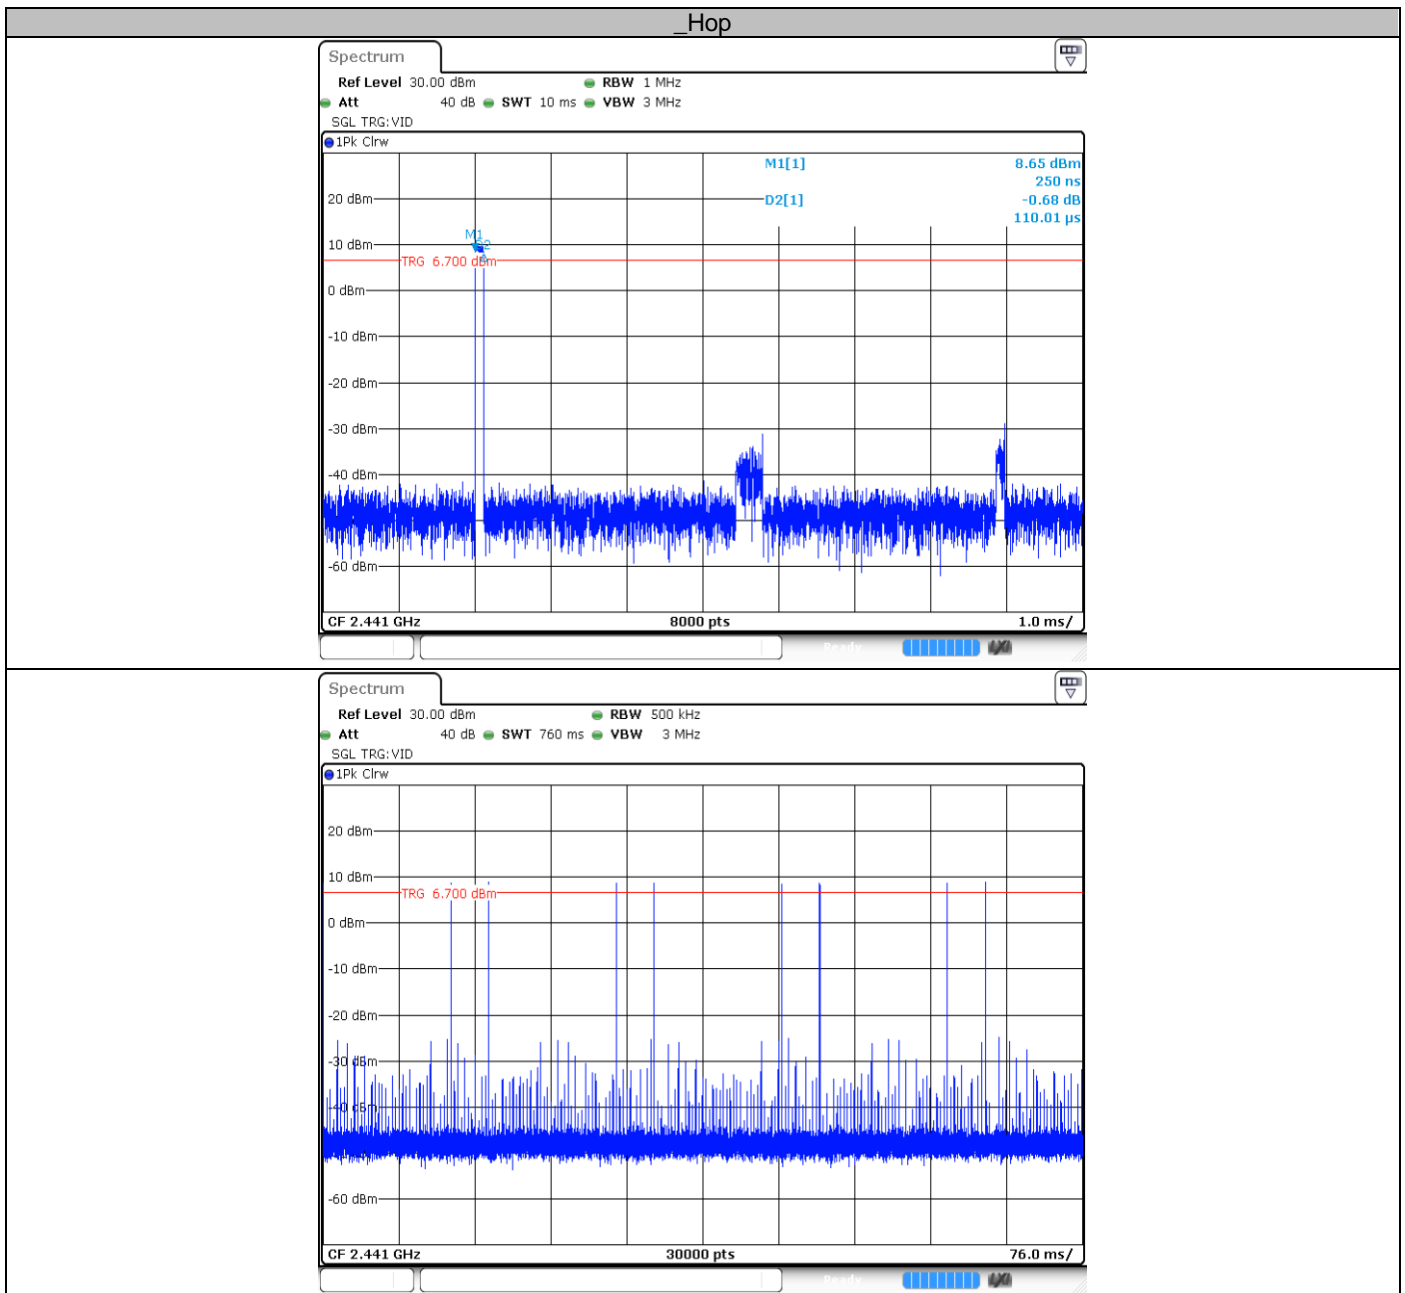 _Hop
Spectrum
Ref Level 30.00 dBm RBW 1 MHz
Att 40 dB SWT 10 ms VBW 3 MHz
SGL TRG:VID
1Pk Clrw
M1[1] 8.65 dBm
250 ns
20 dBm D2[1] -0.68 dB
110.01 µs
M1
10 dBm D2
TRG 6.700 dBm
0 dBm
-10 dBm
-20 dBm
-30 dBm
-40 dBm
-60 dBm
CF 2.441 GHz 8000 pts 1.0 ms/
Ready
Spectrum
Ref Level 30.00 dBm RBW 500 kHz
Att 40 dB SWT 760 ms VBW 3 MHz
SGL TRG:VID
1Pk Clrw
20 dBm
10 dBm
TRG 6.700 dBm
0 dBm
-10 dBm
-20 dBm
-30 dBm
-40 dBm
-60 dBm
CF 2.441 GHz 30000 pts 76.0 ms/
Ready